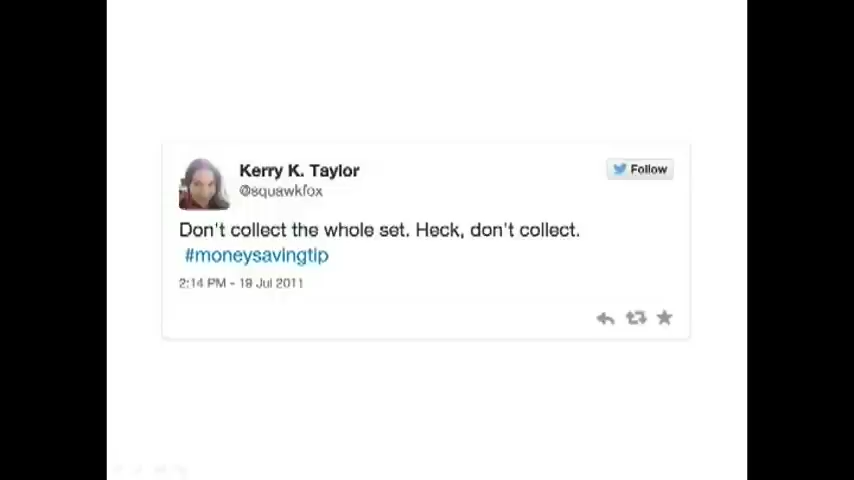 Kerry K. Taylor
@squawkfox
Follow
Don't collect the whole set. Heck, don't collect.
#moneysavingtip
2:14 PM - 19 Jul 2011